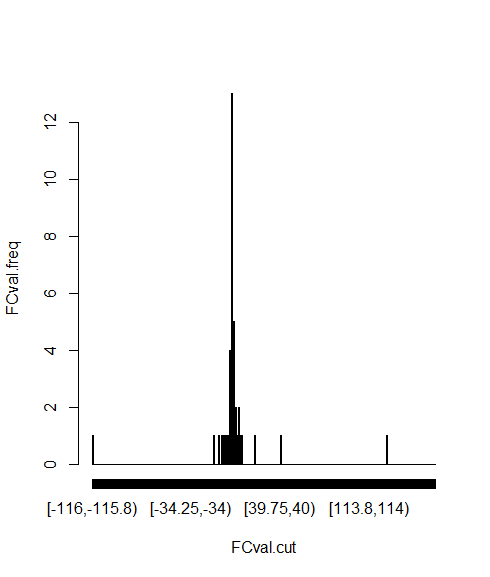 FCval.freq
12
10
8
6
4
2
0
[-116,-115.8) [-34.25,-34) [39.75,40) [113.8,114)
FCval.cut